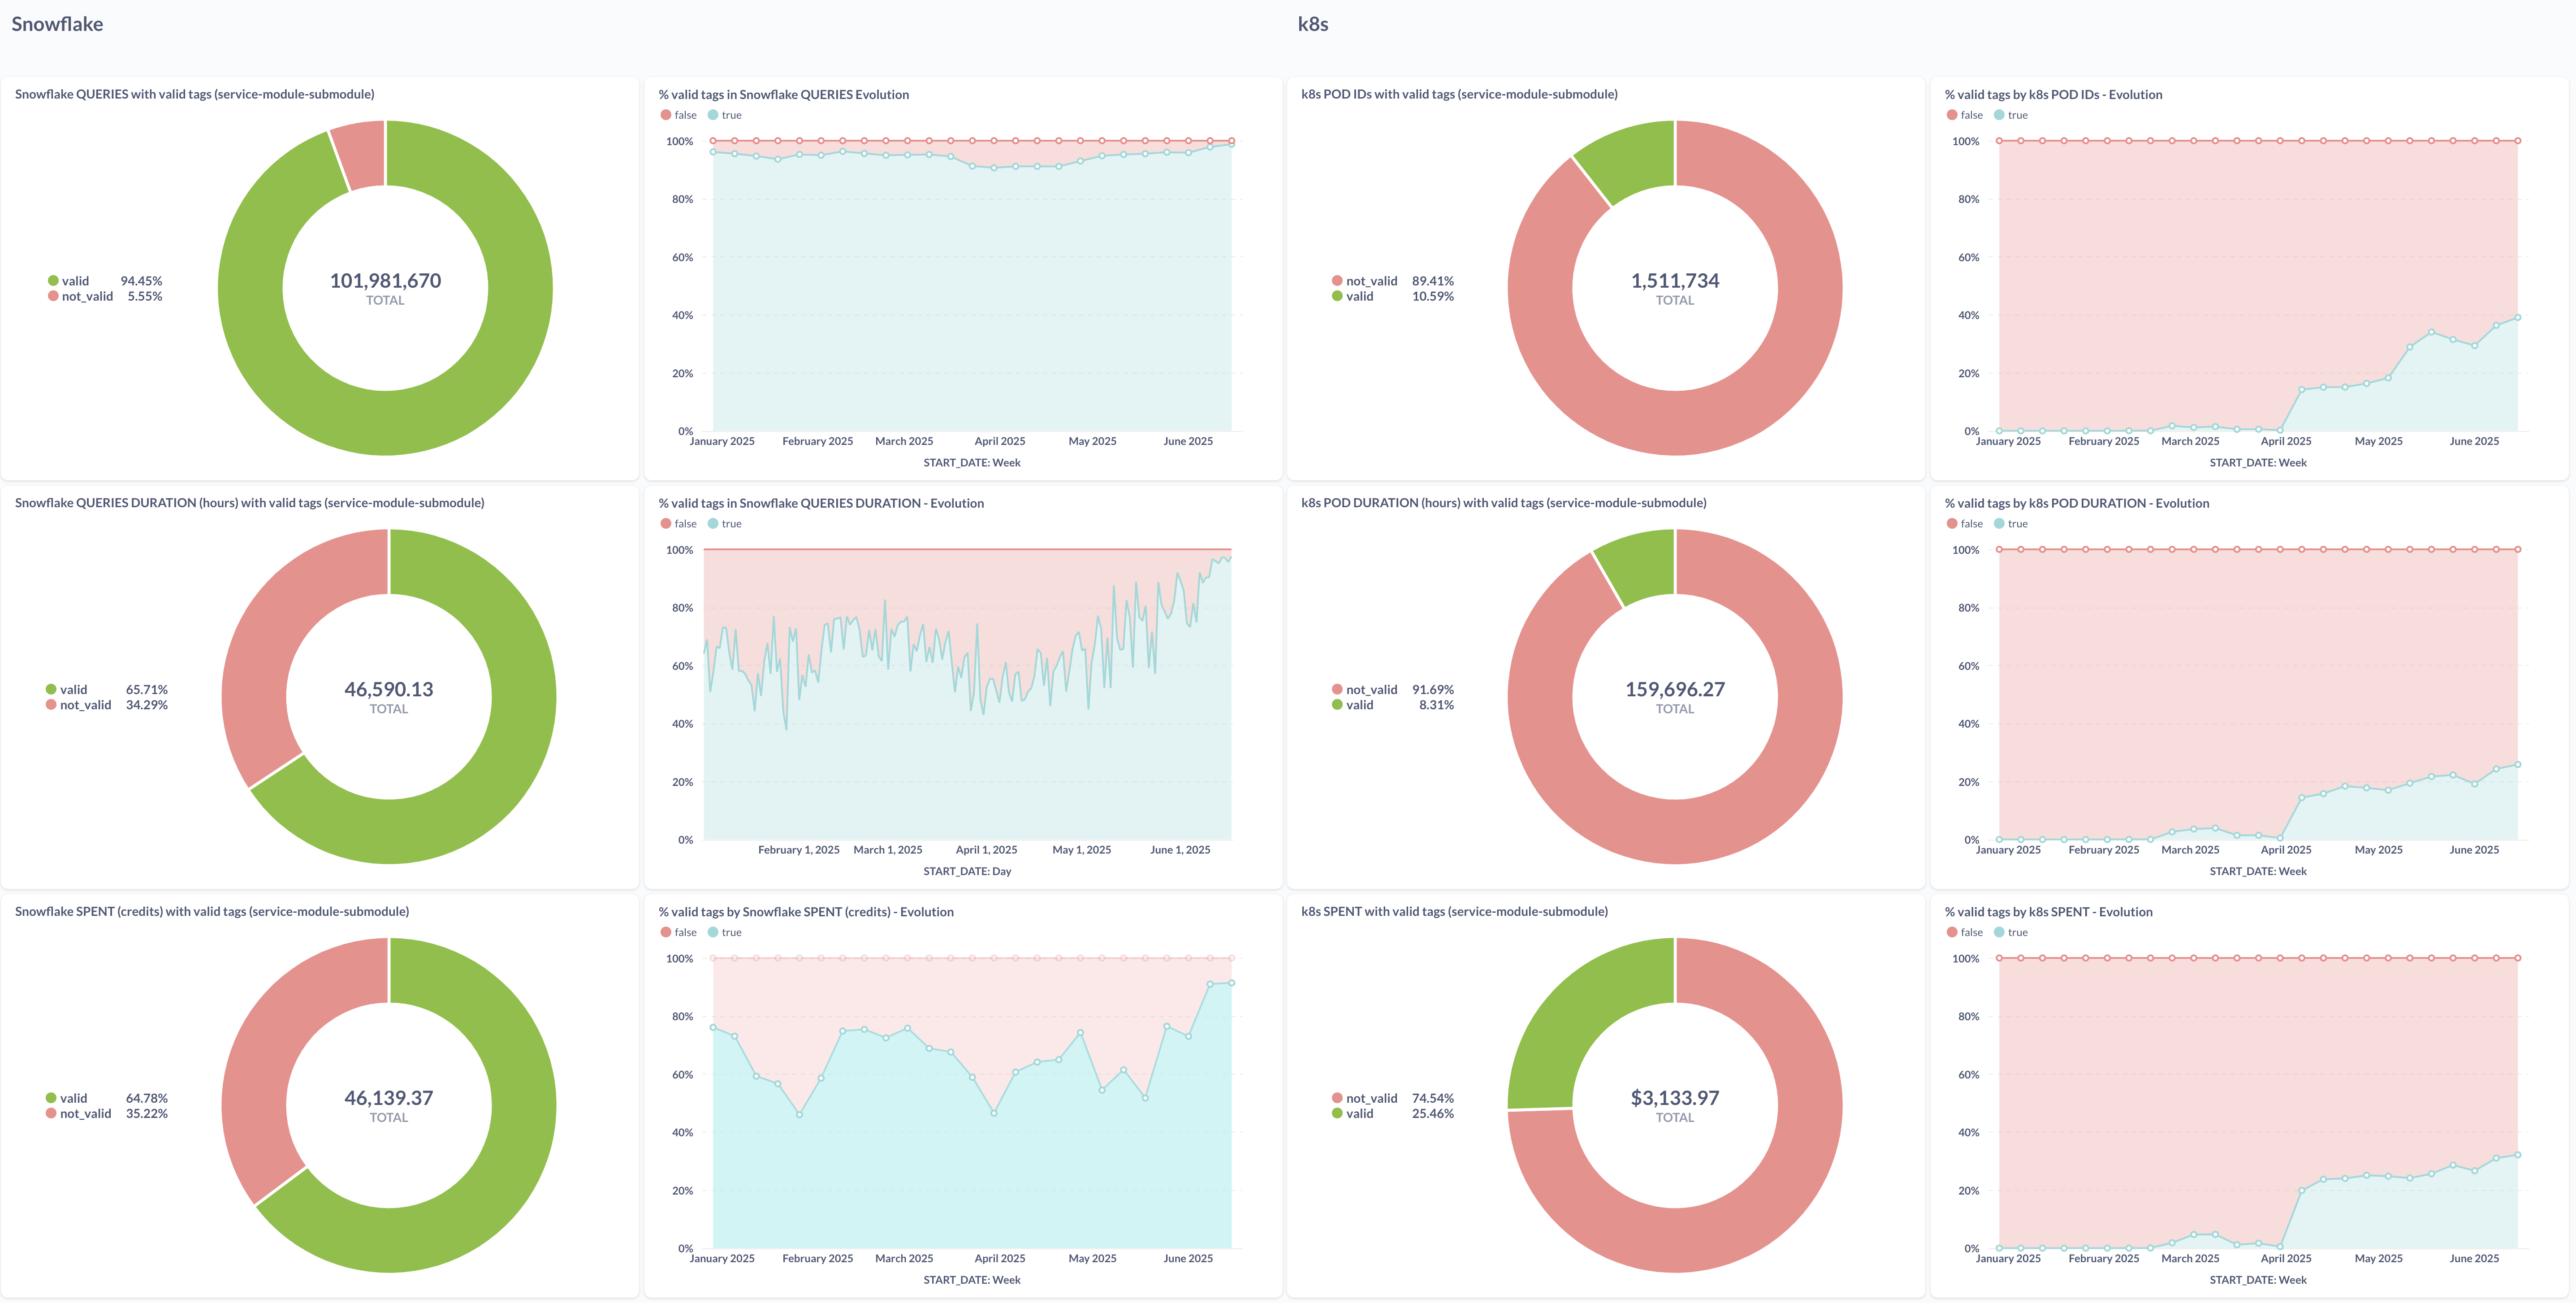 Snowflake
k8s
Snowflake QUERIES with valid tags (service-module-submodule)
valid 94.45%
not_valid 5.55%
101,981,670
TOTAL
% valid tags in Snowflake QUERIES Evolution
false true
100%
80%
60%
40%
20%
0%
January 2025 February 2025 March 2025 April 2025 May 2025 June 2025
START_DATE: Week
k8s POD IDs with valid tags (service-module-submodule)
not_valid 89.41%
valid 10.59%
1,511,734
TOTAL
% valid tags by k8s POD IDs - Evolution
false true
100%
80%
60%
40%
20%
0%
January 2025 February 2025 March 2025 April 2025 May 2025 June 2025
START_DATE: Week
Snowflake QUERIES DURATION (hours) with valid tags (service-module-submodule)
valid 65.71%
not_valid 34.29%
46,590.13
TOTAL
% valid tags in Snowflake QUERIES DURATION - Evolution
false true
100%
80%
60%
40%
20%
0%
February 1, 2025 March 1, 2025 April 1, 2025 May 1, 2025 June 1, 2025
START_DATE: Day
k8s POD DURATION (hours) with valid tags (service-module-submodule)
not_valid 91.69%
valid 8.31%
159,696.27
TOTAL
% valid tags by k8s POD DURATION - Evolution
false true
100%
80%
60%
40%
20%
0%
January 2025 February 2025 March 2025 April 2025 May 2025 June 2025
START_DATE: Week
Snowflake SPENT (credits) with valid tags (service-module-submodule)
valid 64.78%
not_valid 35.22%
46,139.37
TOTAL
% valid tags by Snowflake SPENT (credits) - Evolution
false true
100%
80%
60%
40%
20%
0%
January 2025 February 2025 March 2025 April 2025 May 2025 June 2025
START_DATE: Week
k8s SPENT with valid tags (service-module-submodule)
not_valid 74.54%
valid 25.46%
$3,133.97
TOTAL
% valid tags by k8s SPENT - Evolution
false true
100%
80%
60%
40%
20%
0%
January 2025 February 2025 March 2025 April 2025 May 2025 June 2025
START_DATE: Week